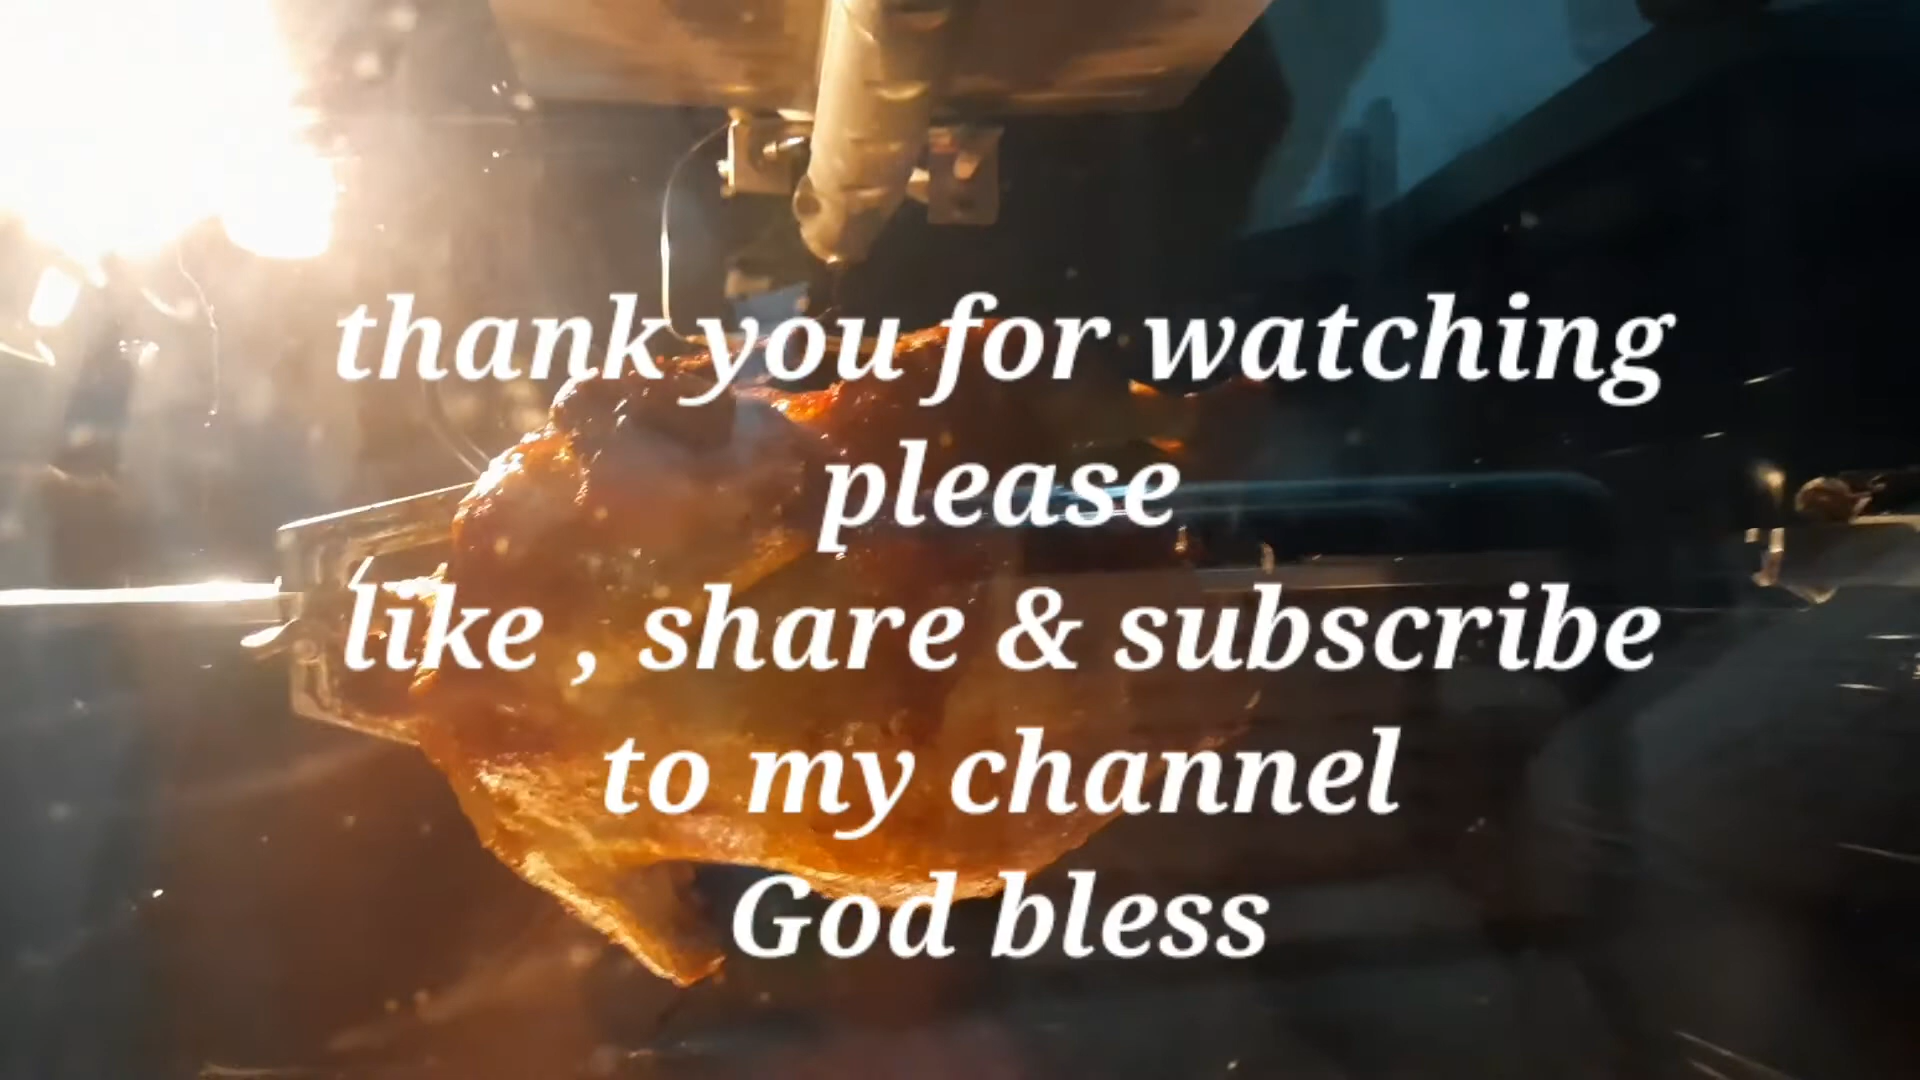 thank you for watching
please
like , share & subscribe
to my channel
God bless